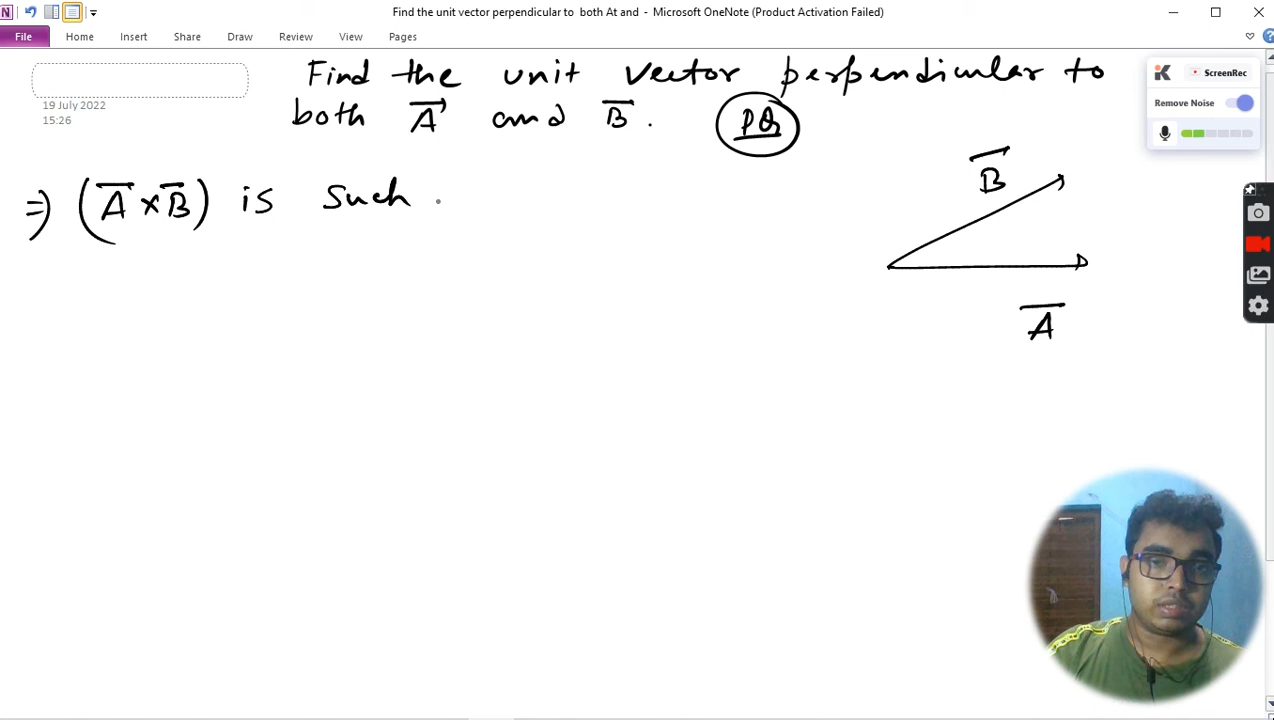 Find the unit vector perpendicular to both At and - Microsoft OneNote (Product Activation Failed)
File Home Insert Share Draw Review View Pages
Find the unit vector perpendicular to
both A⃗ and B̅. PQ
19 July 2022
15:26
ScreenRec
Remove Noise
⇒ (A̅ × B̅) is such
B̅
A̅